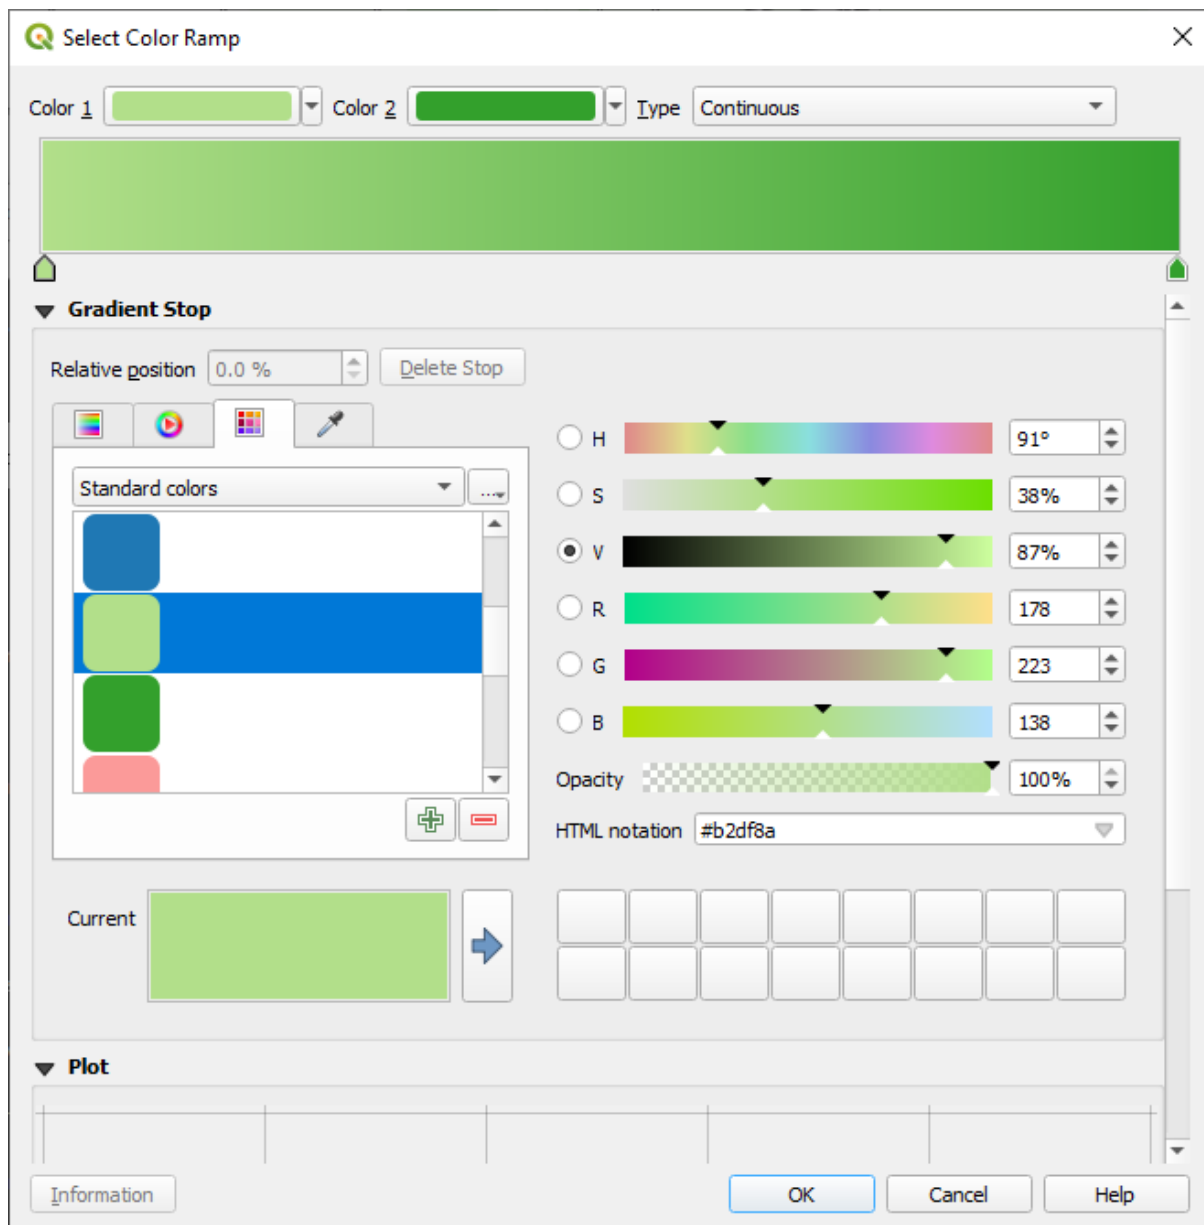 Select Color Ramp
Color 1 Color 2 Type Continuous
Gradient Stop
Relative position 0.0 % Delete Stop
H 91°
Standard colors ...
S 38%
V 87%
R 178
G 223
B 138
Opacity 100%
HTML notation #b2df8a
Current
Plot
Information OK Cancel Help